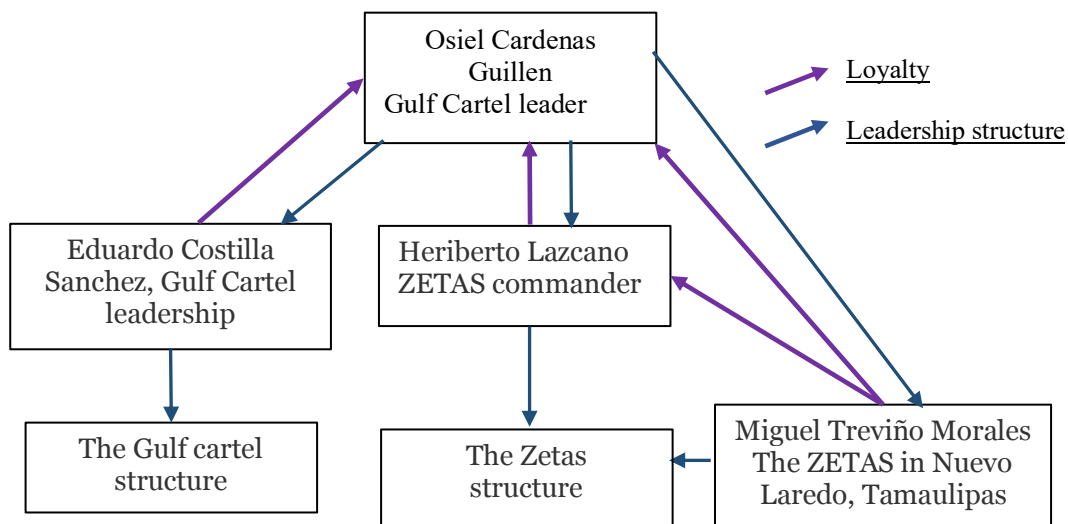 Osiel Cardenas
Guillen
Gulf Cartel leader
Loyalty
Leadership structure
Eduardo Costilla
Sanchez, Gulf Cartel
leadership
Heriberto Lazcano
ZETAS commander
The Gulf cartel
structure
The Zetas
structure
Miguel Treviño Morales
The ZETAS in Nuevo
Laredo, Tamaulipas